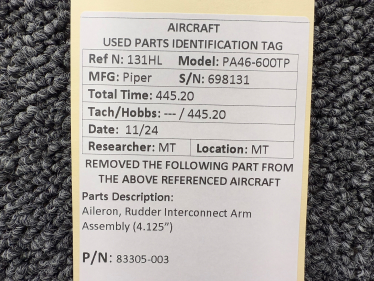 AIRCRAFT
USED PARTS IDENTIFICATION TAG
Ref N: 131HL Model: PA46-600TP
MFG: Piper S/N: 698131
Total Time: 445.20
Tach/Hobbs: --- / 445.20
Date: 11/24
Researcher: MT Location: MT
REMOVED THE FOLLOWING PART FROM
THE ABOVE REFERENCED AIRCRAFT
Parts Description:
Aileron, Rudder Interconnect Arm
Assembly (4.125”)
P/N: 83305-003